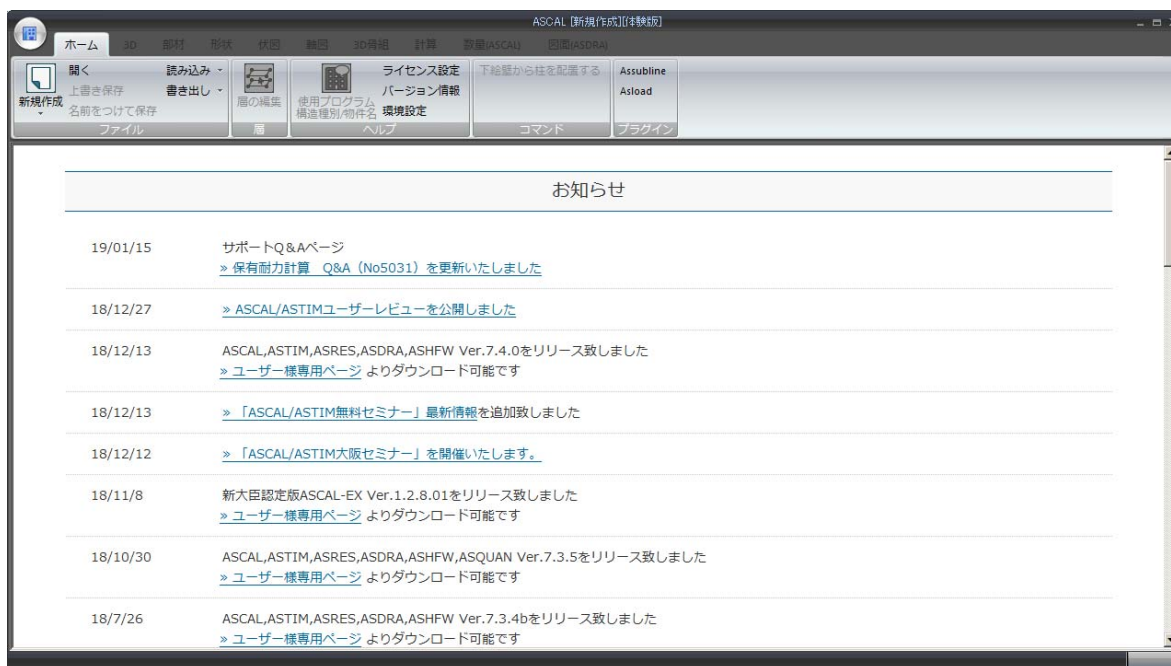 ASCAL [新規作成][体験版]
ホーム 3D 部材 形状 伏図 軸図 3D骨組 計算 数量(ASCAL) 図面(ASDRA)
開く 読み込み ライセンス設定 下絵壁から柱を配置する Assubline
上書き保存 書き出し バージョン情報 Asload
新規作成 名前をつけて保存 層の編集 使用プログラム 構造種別/物件名 環境設定
ファイル 層 ヘルプ コマンド プラグイン
お知らせ
19/01/15 サポートQ&Aページ
» 保有耐力計算 Q&A（No5031）を更新いたしました
18/12/27 » ASCAL/ASTIMユーザーレビューを公開しました
18/12/13 ASCAL,ASTIM,ASRES,ASDRA,ASHFW Ver.7.4.0をリリース致しました
» ユーザー様専用ページ よりダウンロード可能です
18/12/13 » 「ASCAL/ASTIM無料セミナー」最新情報を追加致しました
18/12/12 » 「ASCAL/ASTIM大阪セミナー」を開催いたします。
18/11/8 新大臣認定版ASCAL-EX Ver.1.2.8.01をリリース致しました
» ユーザー様専用ページ よりダウンロード可能です
18/10/30 ASCAL,ASTIM,ASRES,ASDRA,ASHFW,ASQUAN Ver.7.3.5をリリース致しました
» ユーザー様専用ページ よりダウンロード可能です
18/7/26 ASCAL,ASTIM,ASRES,ASDRA,ASHFW Ver.7.3.4bをリリース致しました
» ユーザー様専用ページ よりダウンロード可能です